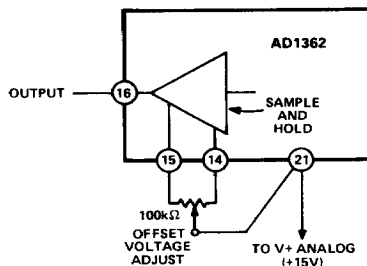 AD1362
OUTPUT
16
SAMPLE
AND
HOLD
15
14
21
100kΩ
OFFSET
VOLTAGE
ADJUST
TO V+ ANALOG
(+15V)